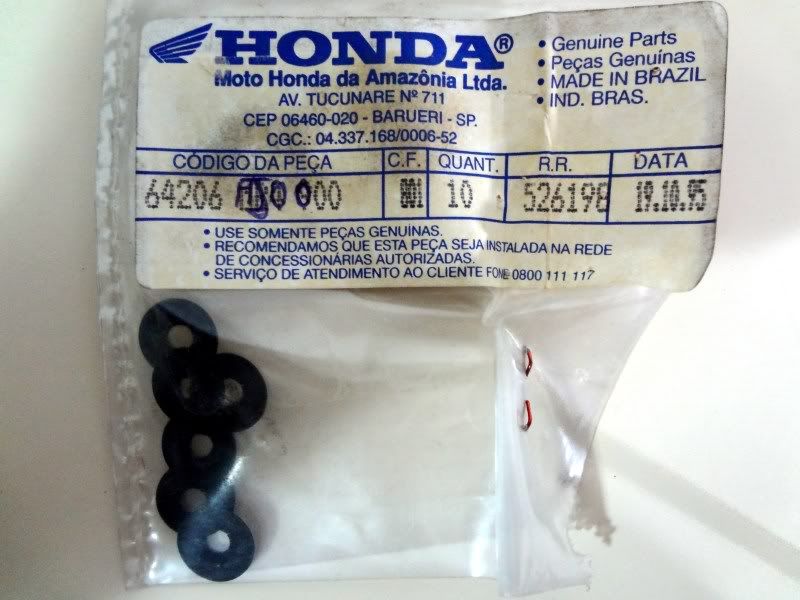 HONDA®
Moto Honda da Amazônia Ltda.
AV. TUCUNARE Nº 711
CEP 06460-020 - BARUERI - SP.
CGC.: 04.337.168/0006-52
• Genuine Parts
• Peças Genuínas
• MADE IN BRAZIL
• IND. BRAS.
CÓDIGO DA PEÇA C.F. QUANT. R.R. DATA
64206 000 001 10 526198 19.10.95
• USE SOMENTE PEÇAS GENUÍNAS.
• RECOMENDAMOS QUE ESTA PEÇA SEJA INSTALADA NA REDE
DE CONCESSIONÁRIAS AUTORIZADAS.
• SERVIÇO DE ATENDIMENTO AO CLIENTE FONE 0800 111 117